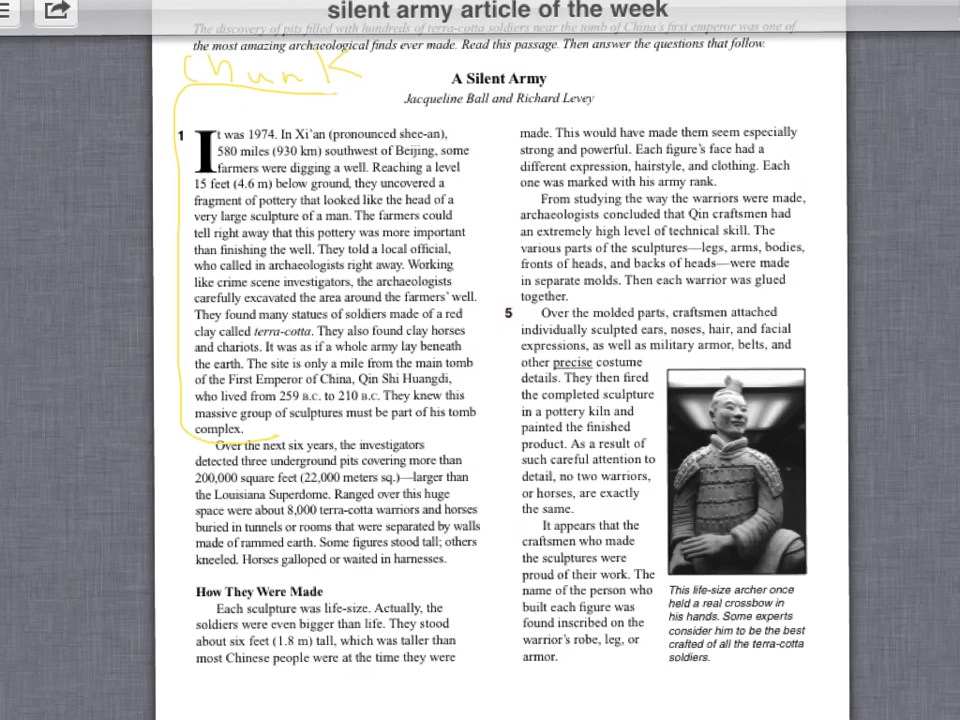 silent army article of the week
The discovery of pits filled with hundreds of terra-cotta soldiers near the tomb of China's first emperor was one of
the most amazing archaeological finds ever made. Read this passage. Then answer the questions that follow.
Chunk
A Silent Army
Jacqueline Ball and Richard Levey
1 It was 1974. In Xi'an (pronounced shee-an),
580 miles (930 km) southwest of Beijing, some
farmers were digging a well. Reaching a level
15 feet (4.6 m) below ground, they uncovered a
fragment of pottery that looked like the head of a
very large sculpture of a man. The farmers could
tell right away that this pottery was more important
than finishing the well. They told a local official,
who called in archaeologists right away. Working
like crime scene investigators, the archaeologists
carefully excavated the area around the farmers' well.
They found many statues of soldiers made of a red
clay called terra-cotta. They also found clay horses
and chariots. It was as if a whole army lay beneath
the earth. The site is only a mile from the main tomb
of the First Emperor of China, Qin Shi Huangdi,
who lived from 259 B.C. to 210 B.C. They knew this
massive group of sculptures must be part of his tomb
complex.
Over the next six years, the investigators
detected three underground pits covering more than
200,000 square feet (22,000 meters sq.)—larger than
the Louisiana Superdome. Ranged over this huge
space were about 8,000 terra-cotta warriors and horses
buried in tunnels or rooms that were separated by walls
made of rammed earth. Some figures stood tall; others
kneeled. Horses galloped or waited in harnesses.
How They Were Made
Each sculpture was life-size. Actually, the
soldiers were even bigger than life. They stood
about six feet (1.8 m) tall, which was taller than
most Chinese people were at the time they were
made. This would have made them seem especially
strong and powerful. Each figure's face had a
different expression, hairstyle, and clothing. Each
one was marked with his army rank.
From studying the way the warriors were made,
archaeologists concluded that Qin craftsmen had
an extremely high level of technical skill. The
various parts of the sculptures—legs, arms, bodies,
fronts of heads, and backs of heads—were made
in separate molds. Then each warrior was glued
together.
5 Over the molded parts, craftsmen attached
individually sculpted ears, noses, hair, and facial
expressions, as well as military armor, belts, and
other precise costume
details. They then fired
the completed sculpture
in a pottery kiln and
painted the finished
product. As a result of
such careful attention to
detail, no two warriors,
or horses, are exactly
the same.
It appears that the
craftsmen who made
the sculptures were
proud of their work. The
name of the person who
built each figure was
found inscribed on the
warrior's robe, leg, or
armor.
This life-size archer once
held a real crossbow in
his hands. Some experts
consider him to be the best
crafted of all the terra-cotta
soldiers.